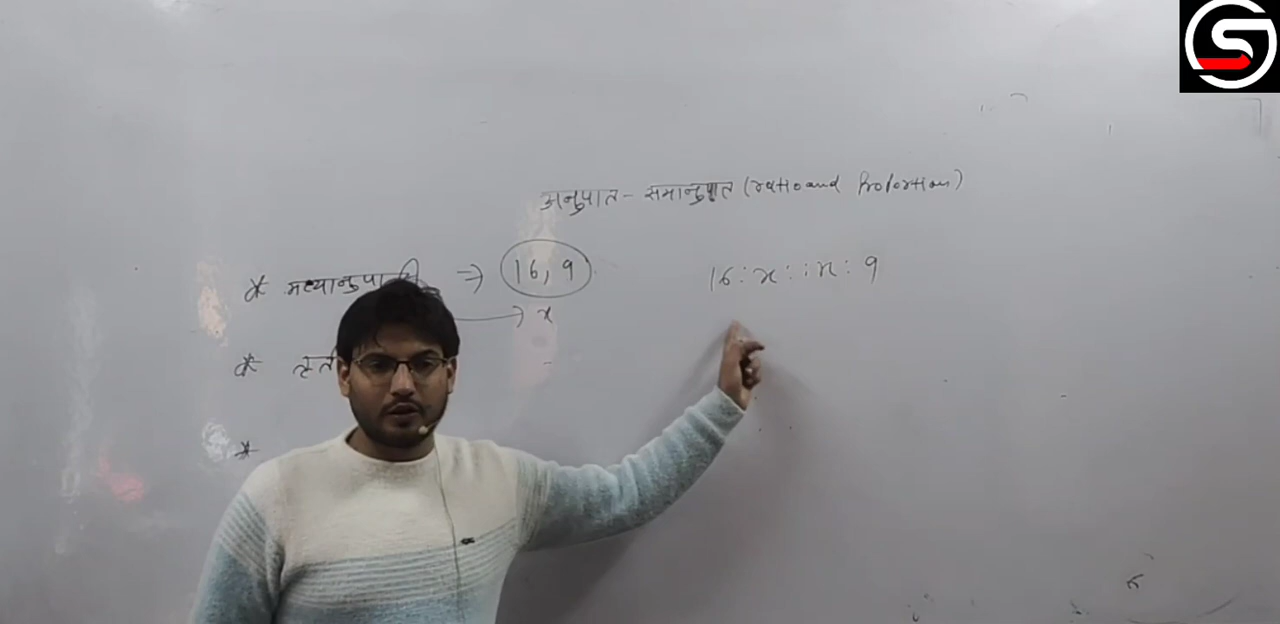 अनुपात - समानुपात (ratio and Proportion)
* मध्यानुपाती → 16, 9 16 : x :: x : 9
→ x
* तृती
*